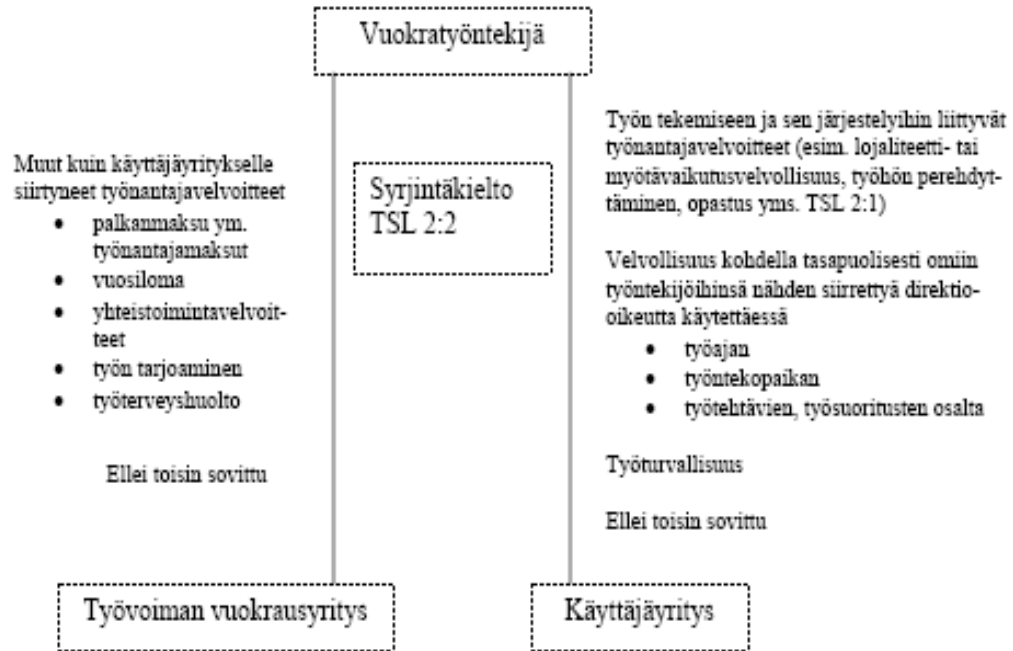 Vuokratyöntekijä
Muut kuin käyttäjäyritykselle
siirtyneet työnantajavelvoitteet
• palkanmaksu ym.
työnantajamaksut
• vuosiloma
• yhteistoimintavelvoit-
teet
• työn tarjoaminen
• työterveyshuolto
Ellei toisin sovittu
Syrjintäkielto
TSL 2:2
Työn tekemiseen ja sen järjestelyihin liittyvät
työnantajavelvoitteet (esim. lojaliteetti- tai
myötävaikutusvelvollisuus, työhön perehdyt-
täminen, opastus yms. TSL 2:1)
Velvollisuus kohdella tasapuolisesti omiin
työntekijöihinsä nähden siirrettyä direktio-
oikeutta käytettäessä
• työajan
• työntekopaikan
• työtehtävien, työsuoritusten osalta
Työturvallisuus
Ellei toisin sovittu
Työvoiman vuokrausyritys
Käyttäjäyritys